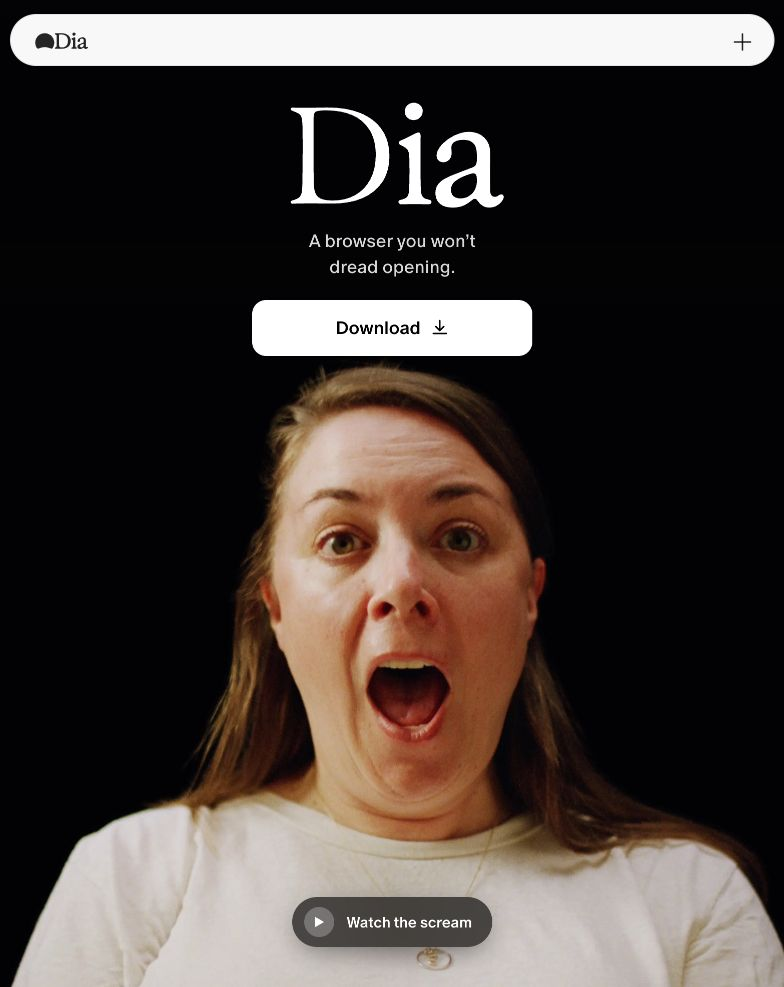 Dia
Dia
A browser you won't
dread opening.
Download
Watch the scream